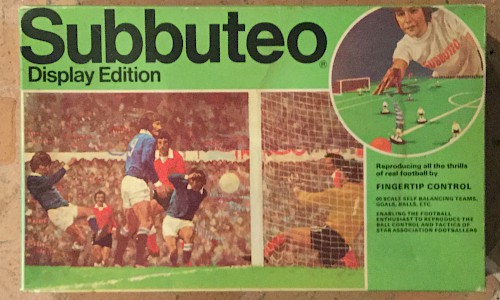 Subbuteo®
Display Edition
SUBBUTEO
Reproducing all the thrills
of real football by
FINGERTIP CONTROL
00 SCALE SELF BALANCING TEAMS,
GOALS, BALLS, ETC.
ENABLING THE FOOTBALL
ENTHUSIAST TO REPRODUCE THE
BALL CONTROL AND TACTICS OF
STAR ASSOCIATION FOOTBALLERS